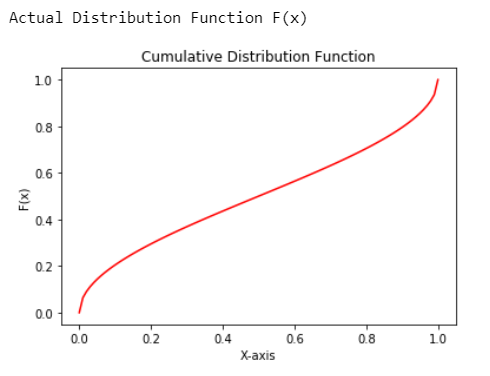 Actual Distribution Function F(x)
Cumulative Distribution Function
1.0
0.8
0.6
0.4
0.2
0.0
F(x)
0.0 0.2 0.4 0.6 0.8 1.0
X-axis